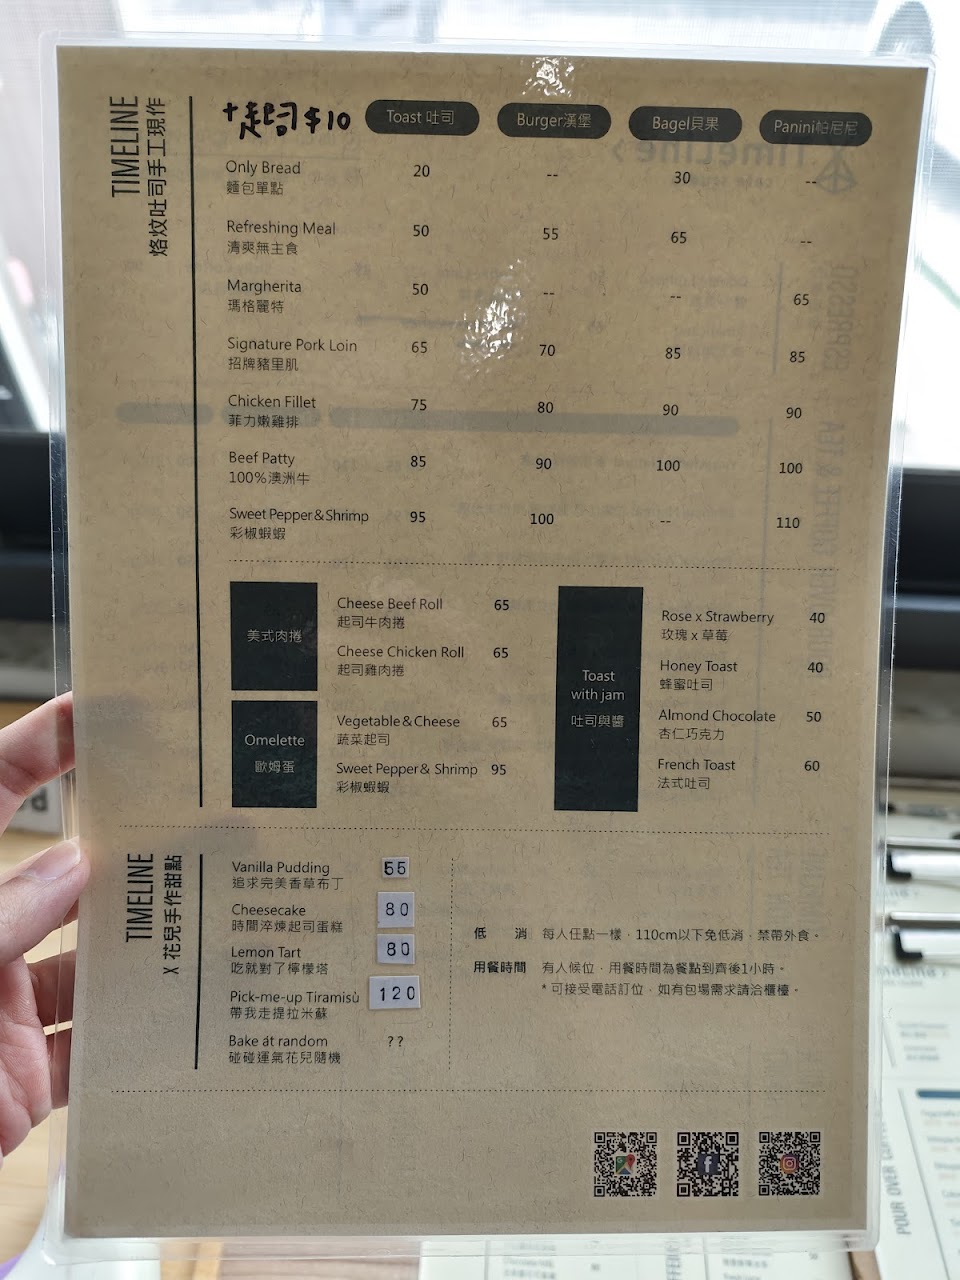 TIMELINE
烙炆吐司手工現作
+起司 $10
Toast 吐司 Burger漢堡 Bagel貝果 Panini帕尼尼
Only Bread 20 -- 30 --
麵包單點
Refreshing Meal 50 55 65 --
清爽無主食
Margherita 50 -- -- 65
瑪格麗特
Signature Pork Loin 65 70 85 85
招牌豬里肌
Chicken Fillet 75 80 90 90
菲力嫩雞排
Beef Patty 85 90 100 100
100%澳洲牛
Sweet Pepper&Shrimp 95 100 -- 110
彩椒蝦蝦
美式肉捲
Cheese Beef Roll 65
起司牛肉捲
Cheese Chicken Roll 65
起司雞肉捲
Omelette
歐姆蛋
Vegetable&Cheese 65
蔬菜起司
Sweet Pepper& Shrimp 95
彩椒蝦蝦
Toast
with jam
吐司與醬
Rose x Strawberry 40
玫瑰 x 草莓
Honey Toast 40
蜂蜜吐司
Almond Chocolate 50
杏仁巧克力
French Toast 60
法式吐司
TIMELINE
X 花兒手作甜點
Vanilla Pudding 55
追求完美香草布丁
Cheesecake 80
時間淬煉起司蛋糕
Lemon Tart 80
吃就對了檸檬塔
Pick-me-up Tiramisù 120
帶我走提拉米蘇
Bake at random ??
碰碰運氣花兒隨機
低 消 每人任點一樣，110cm以下免低消，禁帶外食。
用餐時間 有人候位，用餐時間為餐點到齊後1小時。
*可接受電話訂位，如有包場需求請洽櫃檯。
POUR OVER